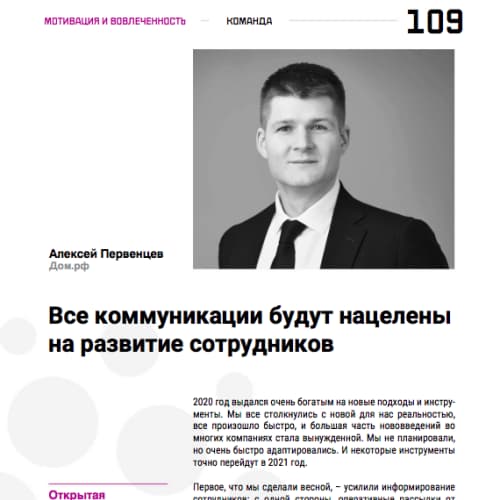 МОТИВАЦИЯ И ВОВЛЕЧЕННОСТЬ КОМАНДА 109
Алексей Первенцев
Дом.рф
Все коммуникации будут нацелены
на развитие сотрудников
2020 год выдался очень богатым на новые подходы и инстру-
менты. Мы все столкнулись с новой для нас реальностью,
все произошло быстро, и большая часть нововведений во
многих компаниях стала вынужденной. Мы не планировали,
но очень быстро адаптировались. И некоторые инструменты
точно перейдут в 2021 год.
Открытая
Первое, что мы сделали весной, – усилили информирование
сотрудников: с одной стороны, оперативные рассылки от